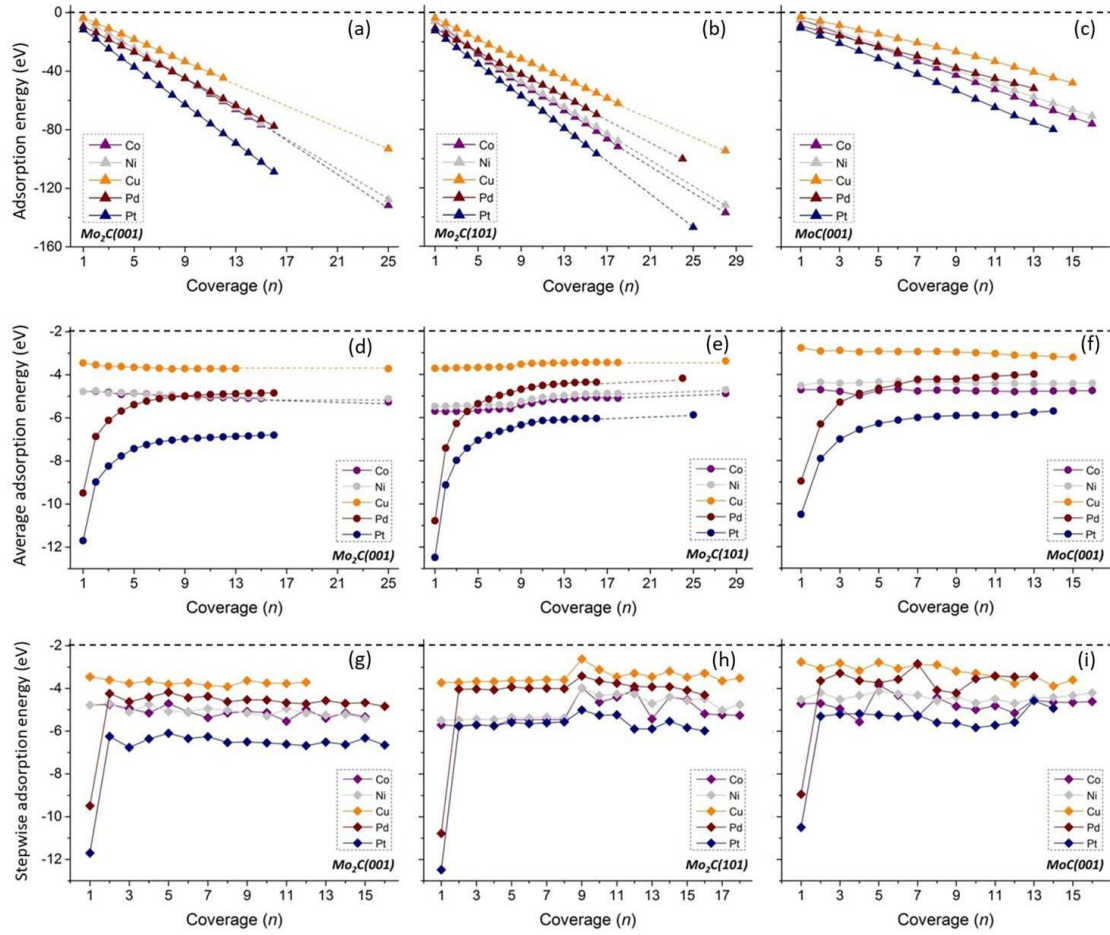 Adsorption energy (eV)
0
-40
-80
-120
-160
(a)
Co
Ni
Cu
Pd
Pt
Mo₂C(001)
1 5 9 13 17 21 25
Coverage (n)
(b)
Co
Ni
Cu
Pd
Pt
Mo₂C(101)
1 5 9 13 17 21 25 29
Coverage (n)
(c)
Co
Ni
Cu
Pd
Pt
MoC(001)
1 3 5 7 9 11 13 15
Coverage (n)
Average adsorption energy (eV)
-2
-4
-6
-8
-10
-12
(d)
Co
Ni
Cu
Pd
Pt
Mo₂C(001)
1 5 9 13 17 21 25
Coverage (n)
(e)
Co
Ni
Cu
Pd
Pt
Mo₂C(101)
1 5 9 13 17 21 25 29
Coverage (n)
(f)
Co
Ni
Cu
Pd
Pt
MoC(001)
1 3 5 7 9 11 13 15
Coverage (n)
Stepwise adsorption energy (eV)
-2
-4
-6
-8
-10
-12
(g)
Co
Ni
Cu
Pd
Pt
Mo₂C(001)
1 3 5 7 9 11 13 15
Coverage (n)
(h)
Co
Ni
Cu
Pd
Pt
Mo₂C(101)
1 3 5 7 9 11 13 15 17
Coverage (n)
(i)
Co
Ni
Cu
Pd
Pt
MoC(001)
1 3 5 7 9 11 13 15
Coverage (n)